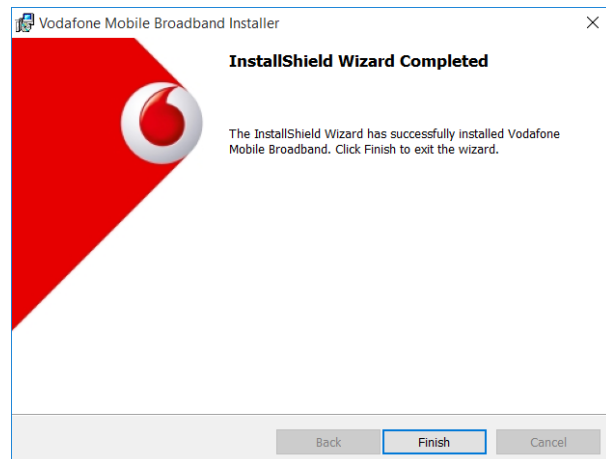 Vodafone Mobile Broadband Installer
InstallShield Wizard Completed
The InstallShield Wizard has successfully installed Vodafone
Mobile Broadband. Click Finish to exit the wizard.
Back Finish Cancel